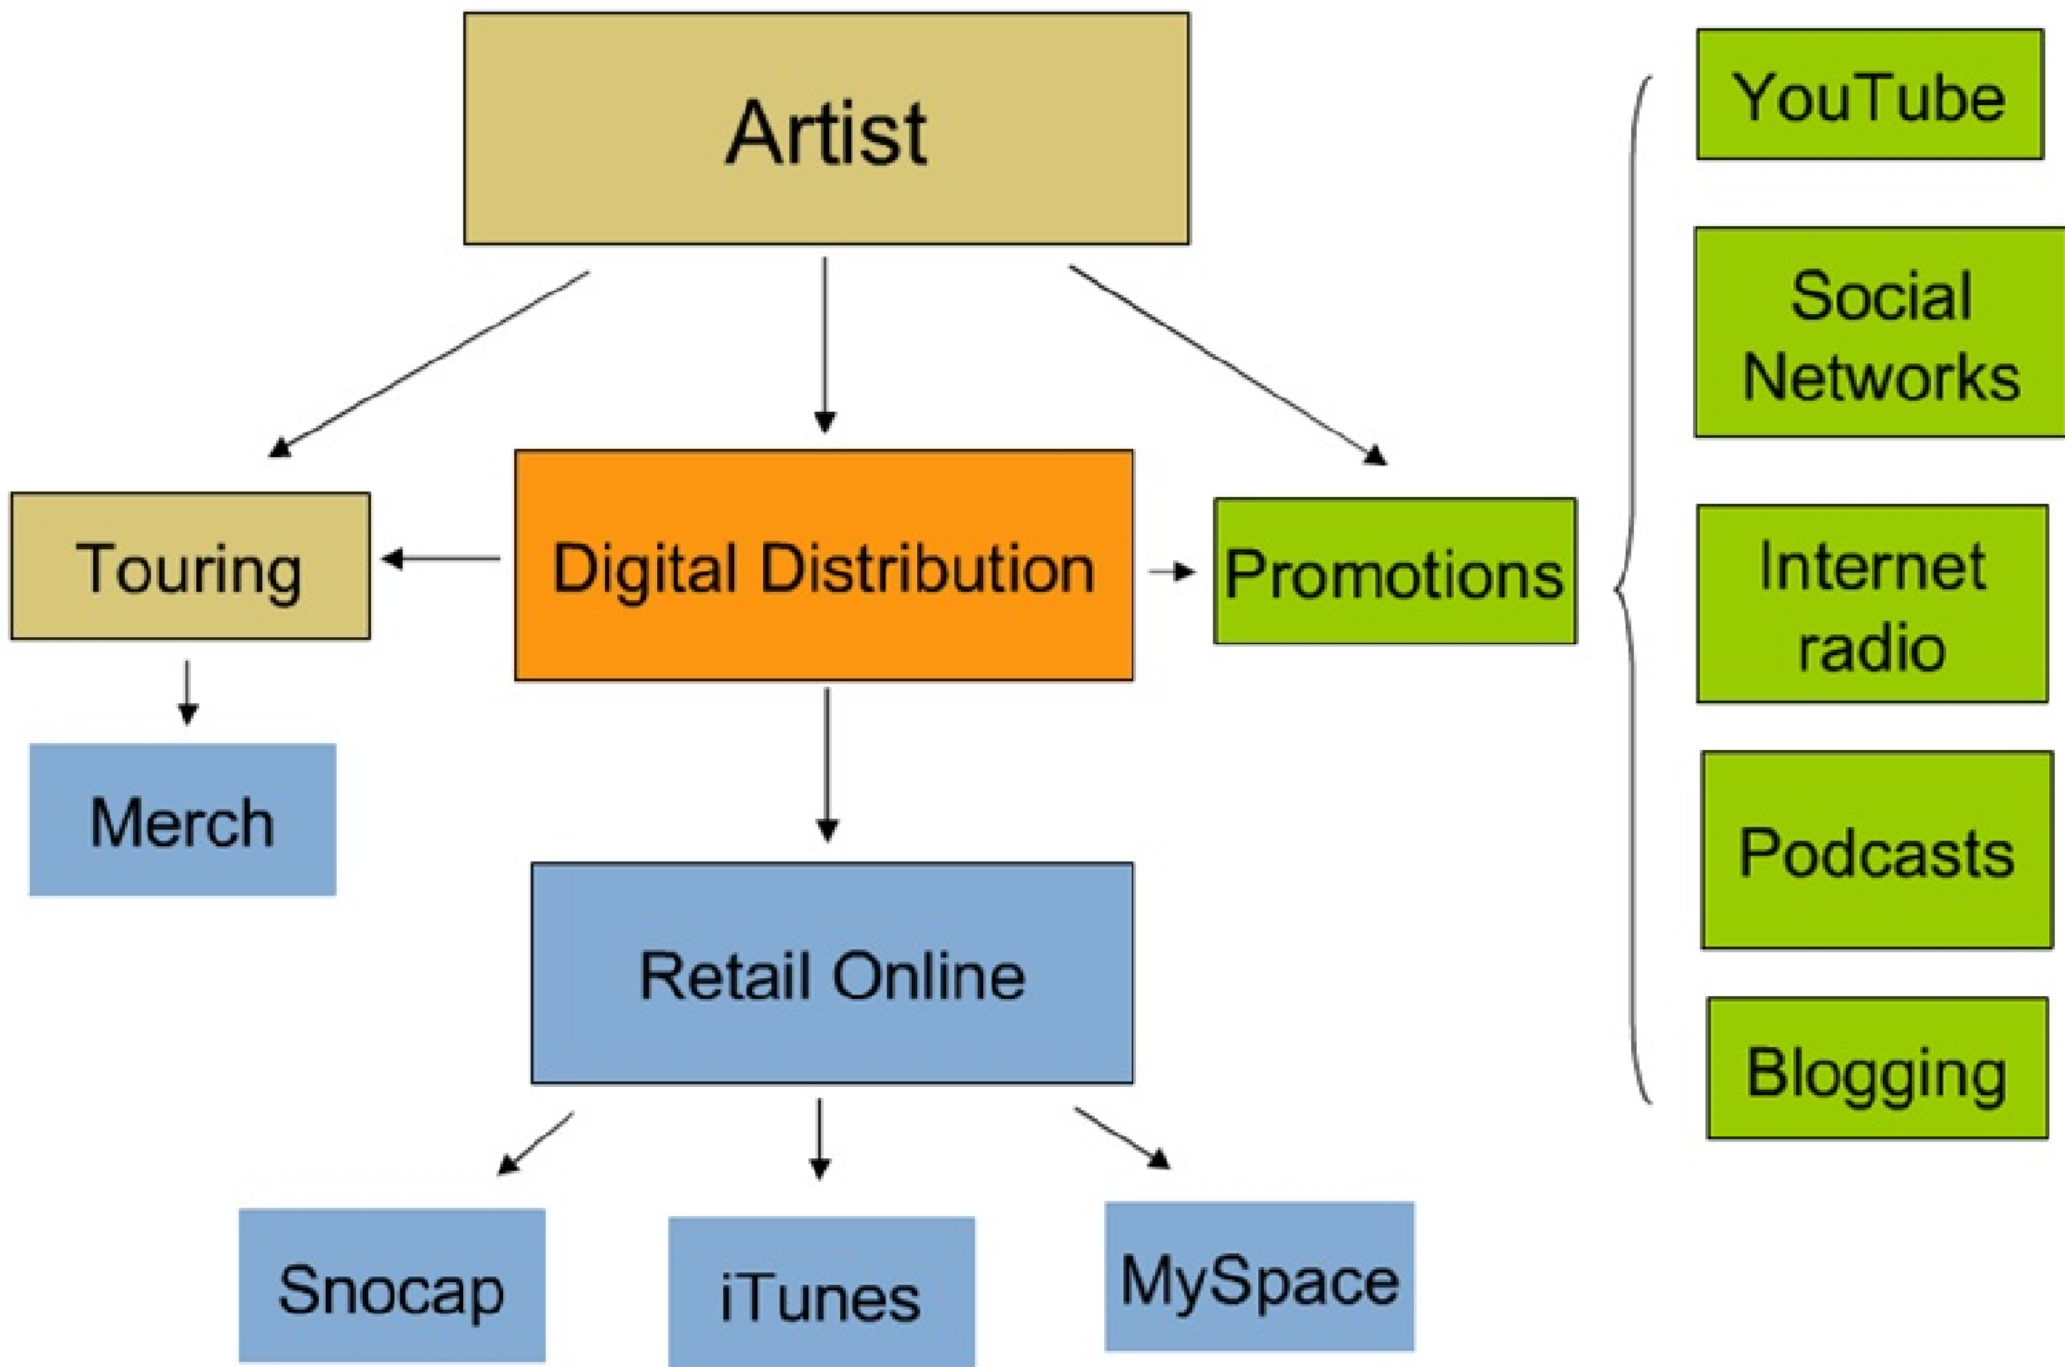 Artist
Touring
Digital Distribution
Promotions
Merch
Retail Online
Snocap
iTunes
MySpace
YouTube
Social
Networks
Internet
radio
Podcasts
Blogging